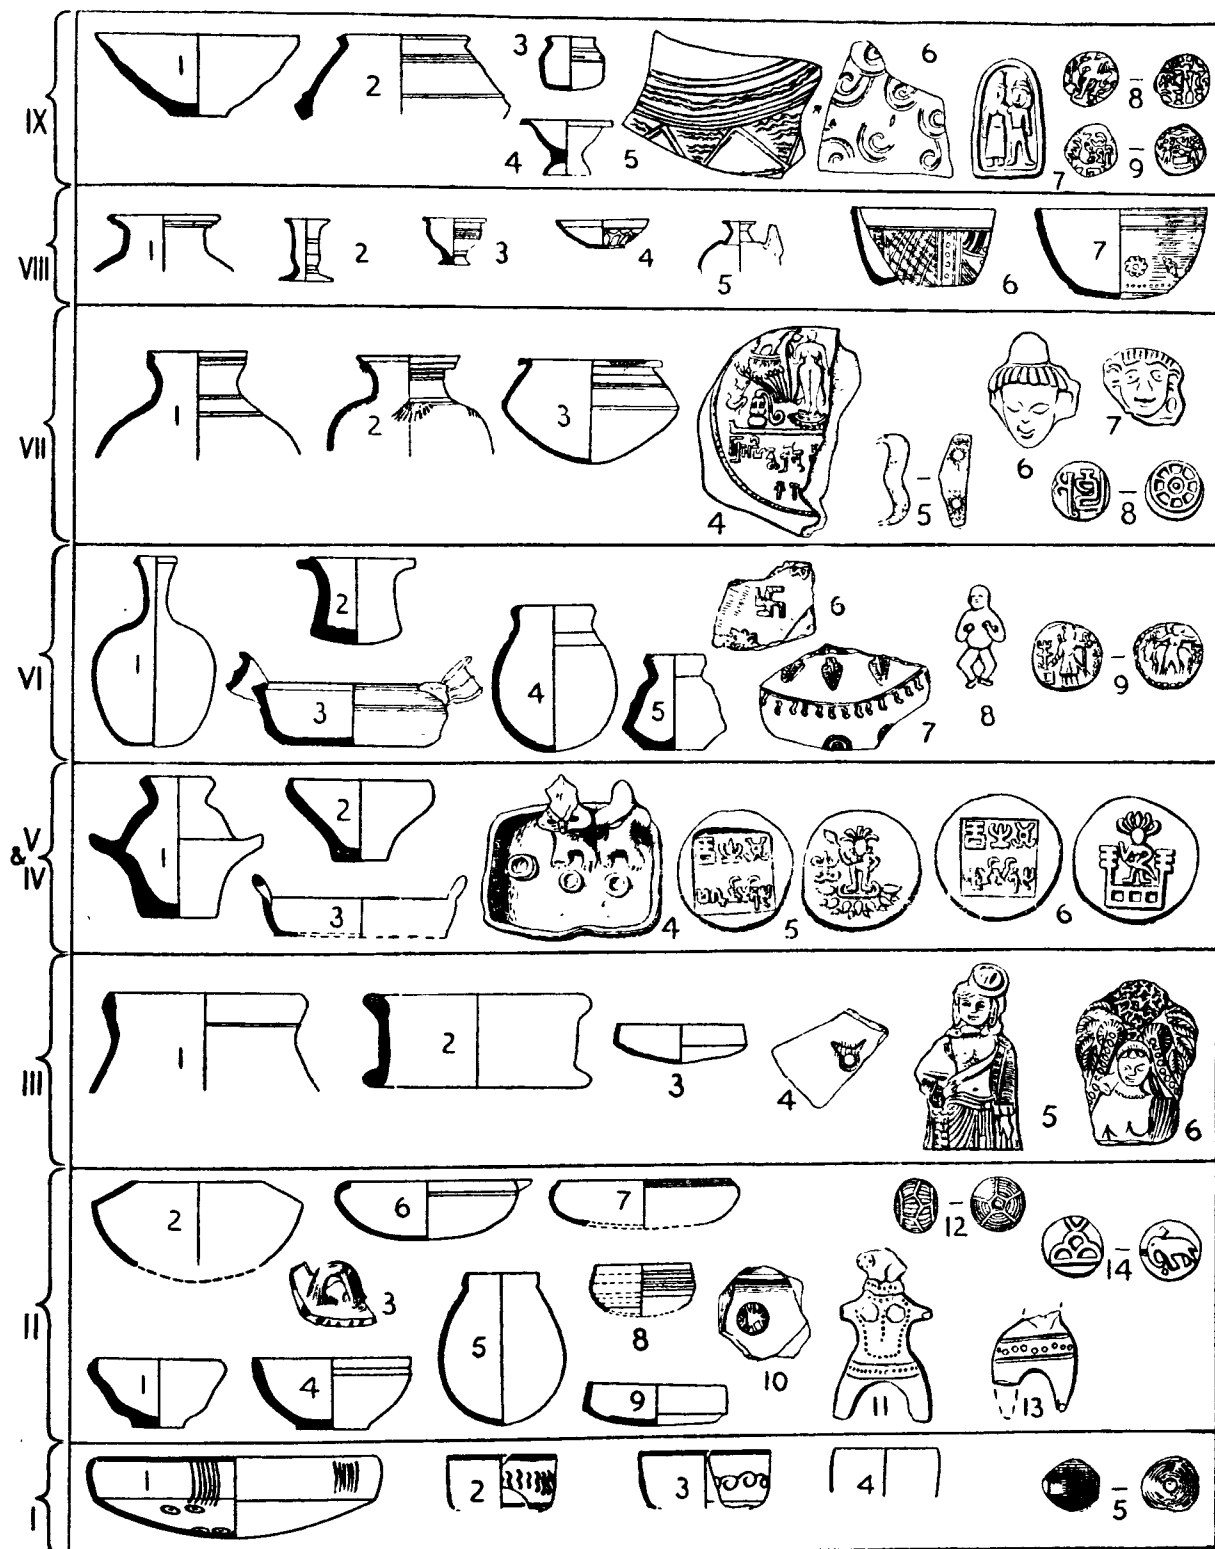 IX
1 2 3 4 5 6 7 8 9
VIII
1 2 3 4 5 6 7
VII
1 2 3 4 5 6 7 8
VI
1 2 3 4 5 6 7 8 9
V
& IV
1 2 3 4 5 6
III
1 2 3 4 5 6
II
2 6 7 12 14
3 5 8 10 11 13
1 4 9
I
1 2 3 4 5